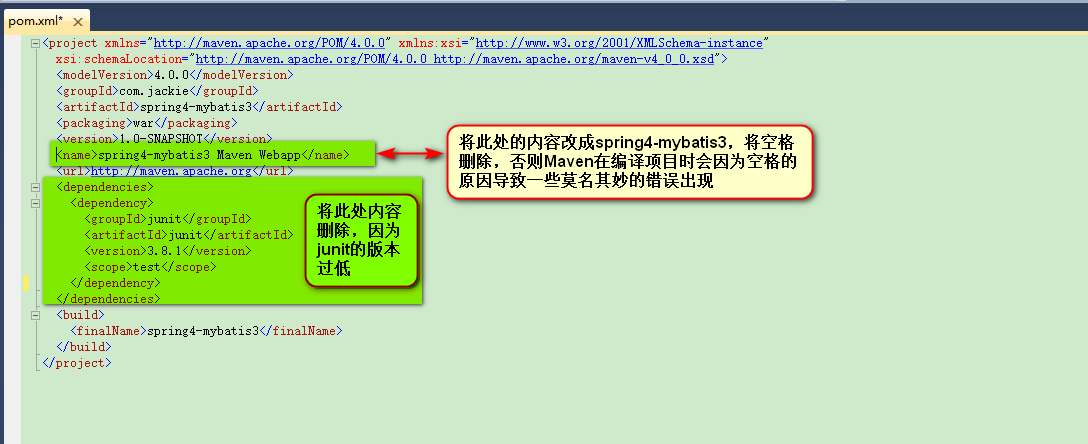 pom.xml*
<project xmlns="http://maven.apache.org/POM/4.0.0" xmlns:xsi="http://www.w3.org/2001/XMLSchema-instance"
xsi:schemaLocation="http://maven.apache.org/POM/4.0.0 http://maven.apache.org/maven-v4_0_0.xsd">
<modelVersion>4.0.0</modelVersion>
<groupId>com.jackie</groupId>
<artifactId>spring4-mybatis3</artifactId>
<packaging>war</packaging>
<version>1.0-SNAPSHOT</version>
<name>spring4-mybatis3 Maven Webapp</name>
<url>http://maven.apache.org</url>
<dependencies>
<dependency>
<groupId>junit</groupId>
<artifactId>junit</artifactId>
<version>3.8.1</version>
<scope>test</scope>
</dependency>
</dependencies>
<build>
<finalName>spring4-mybatis3</finalName>
</build>
</project>
将此处的内容改成spring4-mybatis3，将空格
删除，否则Maven在编译项目时会因为空格的
原因导致一些莫名其妙的错误出现
将此处内容
删除，因为
junit的版本
过低